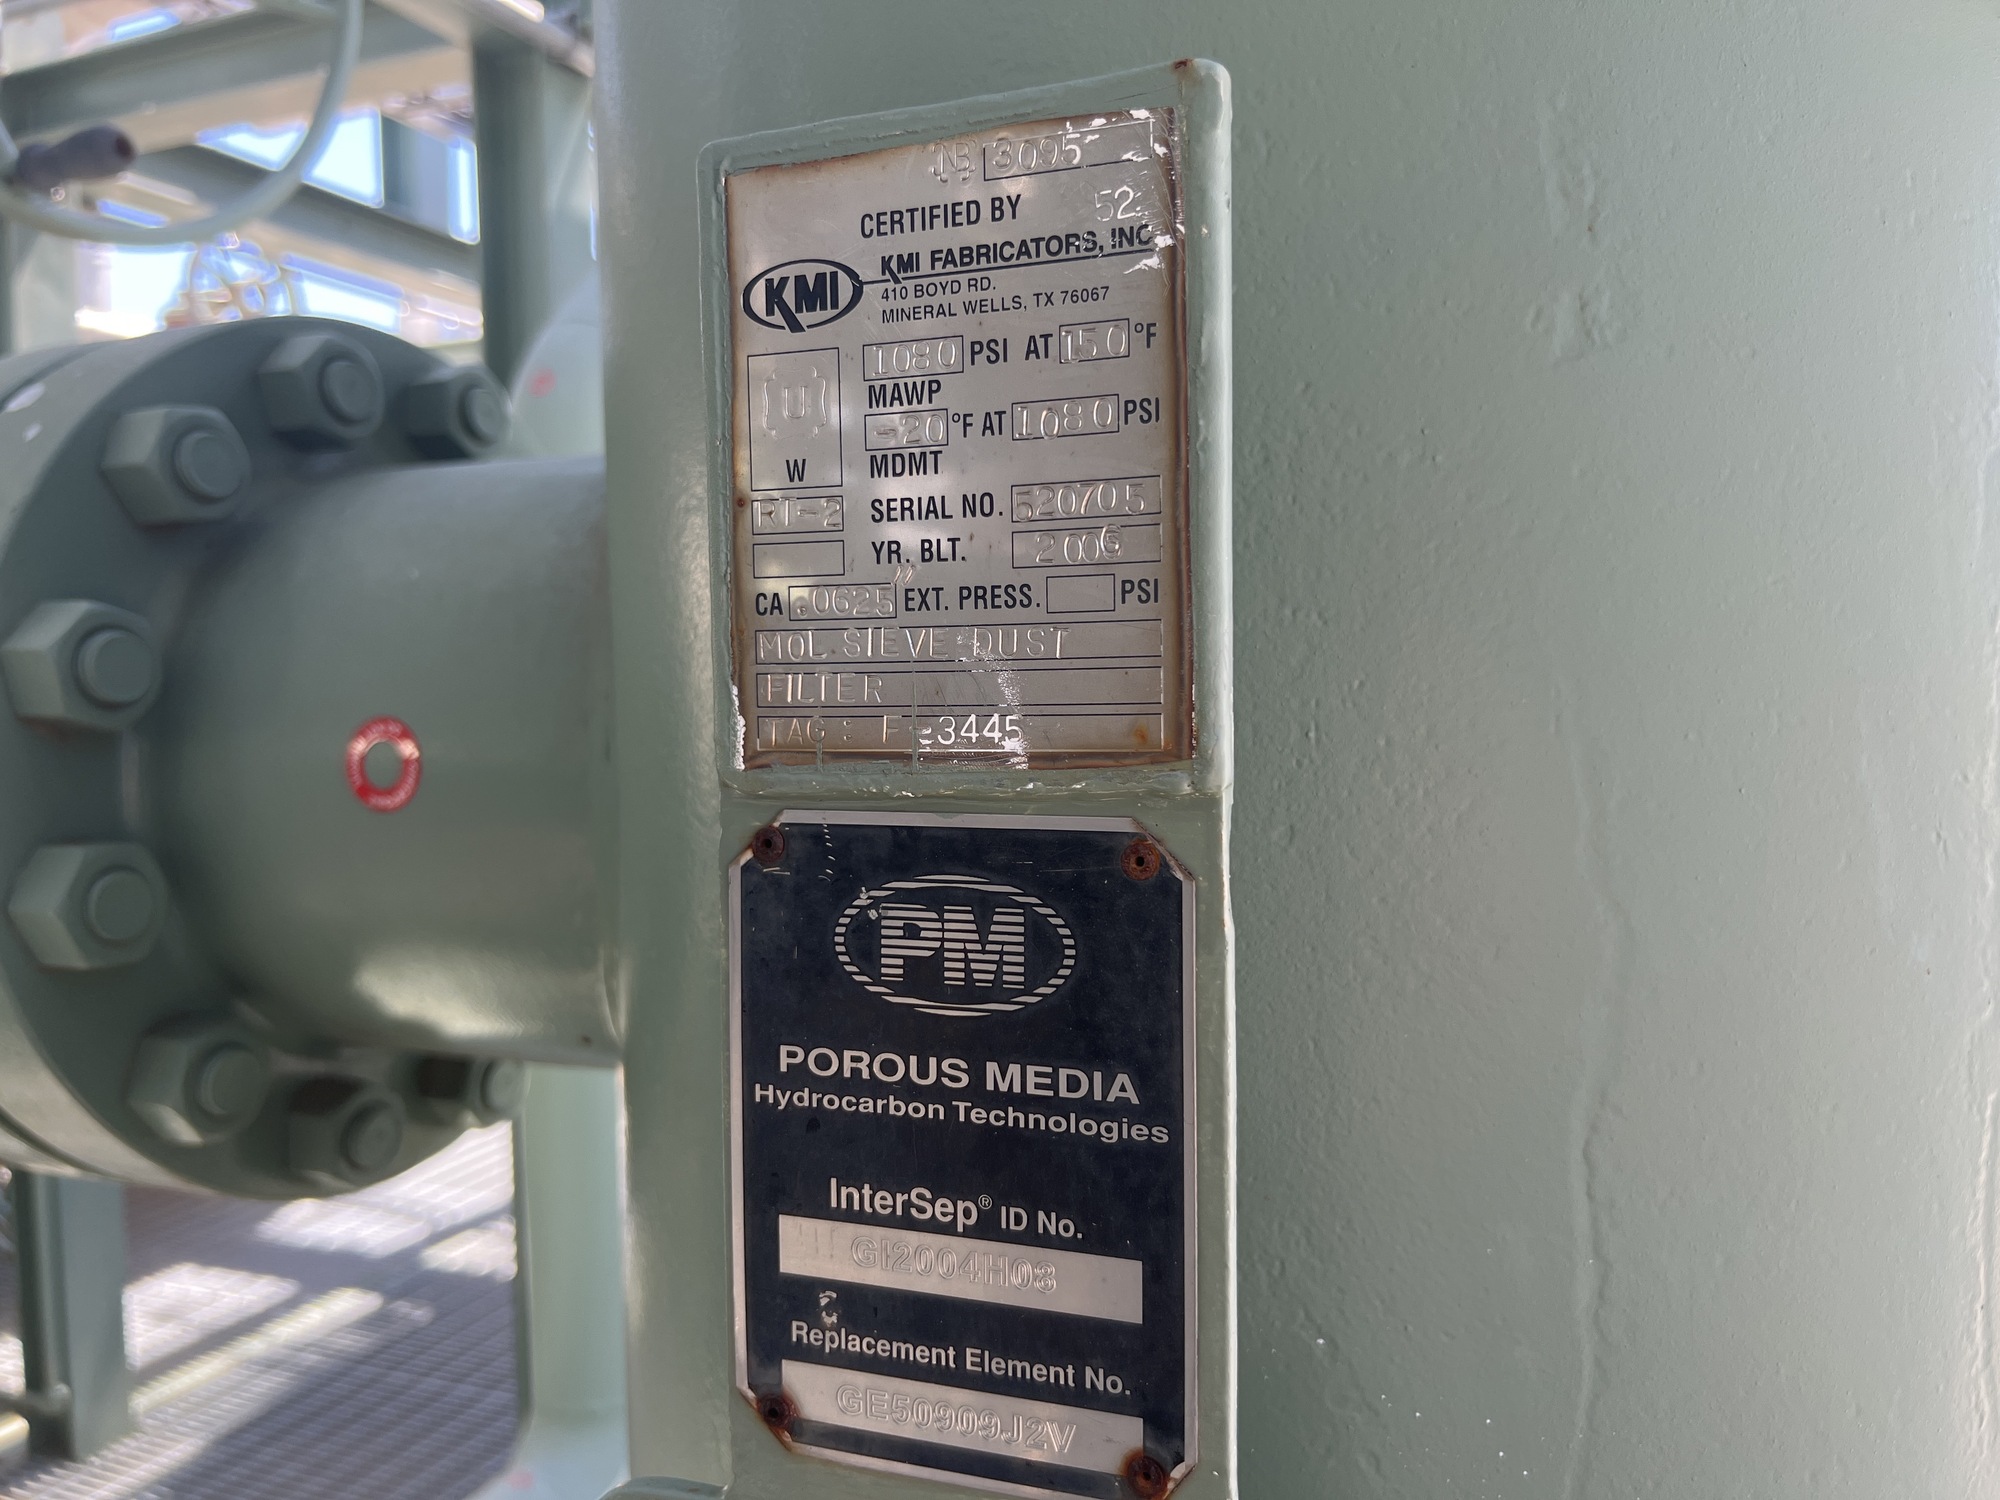 NB 3095
CERTIFIED BY 52
KMI FABRICATORS, INC
KMI
410 BOYD RD.
MINERAL WELLS, TX 76067
1080 PSI AT 150 °F
MAWP
U
-20 °F AT 1080 PSI
W
MDMT
RT-2 SERIAL NO. 520705
YR. BLT. 2006
CA .0625" EXT. PRESS. PSI
MOL SIEVE DUST
FILTER
TAG: F-3445
PM
POROUS MEDIA
Hydrocarbon Technologies
InterSep® ID No.
GI2004H08
Replacement Element No.
GE50909J2V